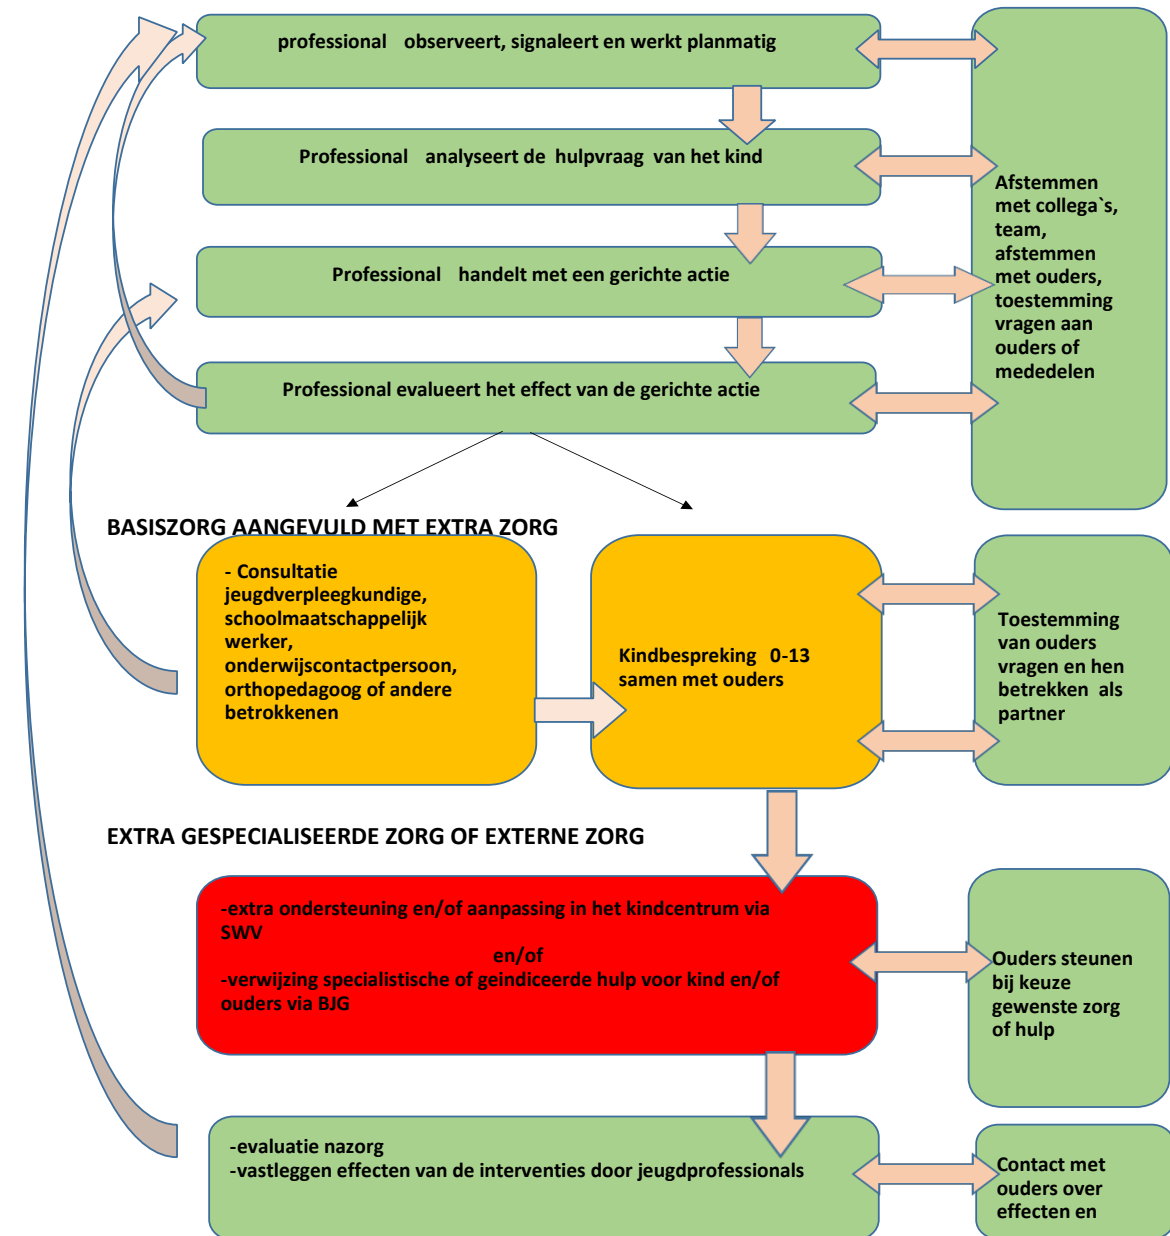 professional observeert, signaleert en werkt planmatig
Professional analyseert de hulpvraag van het kind
Professional handelt met een gerichte actie
Professional evalueert het effect van de gerichte actie
Afstemmen
met collega`s,
team,
afstemmen
met ouders,
toestemming
vragen aan
ouders of
mededelen
BASISZORG AANGEVULD MET EXTRA ZORG
- Consultatie
jeugdverpleegkundige,
schoolmaatschappelijk
werker,
onderwijscontactpersoon,
orthopedagoog of andere
betrokkenen
Kindbespreking 0-13
samen met ouders
Toestemming
van ouders
vragen en hen
betrekken als
partner
EXTRA GESPECIALISEERDE ZORG OF EXTERNE ZORG
-extra ondersteuning en/of aanpassing in het kindcentrum via
SWV
en/of
-verwijzing specialistische of geindiceerde hulp voor kind en/of
ouders via BJG
Ouders steunen
bij keuze
gewenste zorg
of hulp
-evaluatie nazorg
-vastleggen effecten van de interventies door jeugdprofessionals
Contact met
ouders over
effecten en